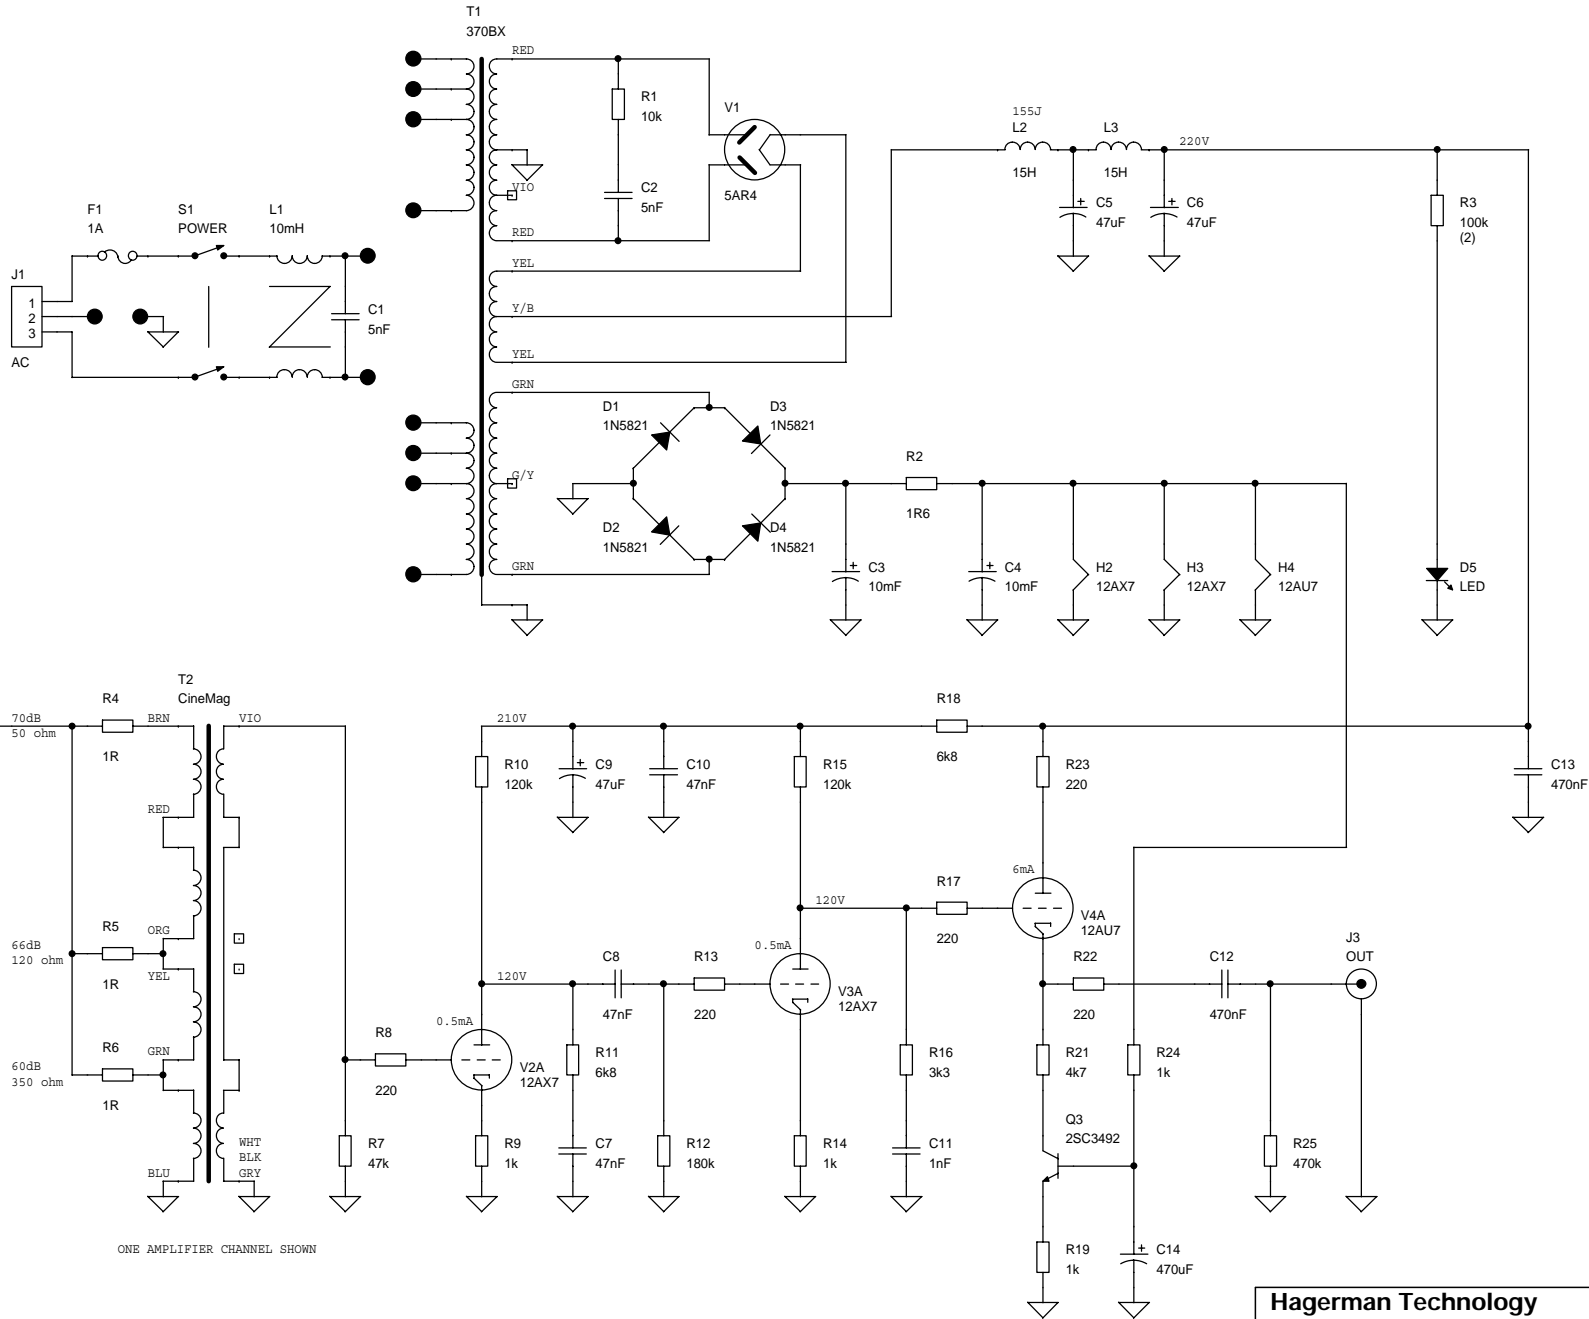 T1
370BX
RED
R1
10k
V1
155J
L2
L3
220V
15H
15H
VIO
C2
5nF
5AR4
C5
47uF
C6
47uF
R3
100k
(2)
F1
1A
S1
POWER
L1
10mH
RED
YEL
J1
1
2
3
AC
C1
5nF
Y/B
YEL
GRN
D1
1N5821
D3
1N5821
G/Y
R2
1R6
D2
1N5821
D4
1N5821
GRN
C3
10mF
C4
10mF
H2
12AX7
H3
12AX7
H4
12AU7
D5
LED
T2
CineMag
R4
1R
70dB
50 ohm
BRN
VIO
210V
R18
6k8
R10
120k
C9
47uF
C10
47nF
R15
120k
R23
220
C13
470nF
RED
6mA
R17
220
120V
V4A
12AU7
R5
1R
ORG
YEL
66dB
120 ohm
J3
OUT
120V
C8
47nF
R13
220
0.5mA
V3A
12AX7
R22
220
C12
470nF
0.5mA
R8
220
V2A
12AX7
R6
1R
GRN
60dB
350 ohm
R11
6k8
R16
3k3
R21
4k7
R24
1k
Q3
2SC3492
R7
47k
WHT
BLK
GRY
BLU
R9
1k
C7
47nF
R12
180k
R14
1k
C11
1nF
R25
470k
ONE AMPLIFIER CHANNEL SHOWN
R19
1k
C14
470uF
Hagerman Technology